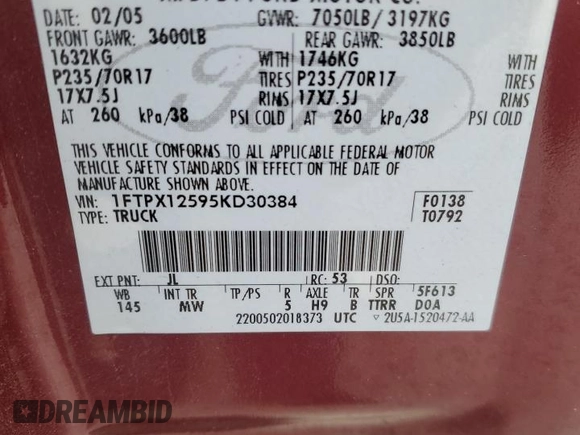 DATE: 02/05 GVWR: 7050LB/ 3197KG
FRONT GAWR: 3600LB REAR GAWR: 3850LB
1632KG WITH 1746KG WITH
P235/70R17 TIRES P235/70R17 TIRES
17X7.5J RIMS 17X7.5J RIMS
AT 260 kPa/38 PSI COLD AT 260 kPa/38 PSI COLD
Ford
THIS VEHICLE CONFORMS TO ALL APPLICABLE FEDERAL MOTOR
VEHICLE SAFETY STANDARDS IN EFFECT ON THE DATE OF
MANUFACTURE SHOWN ABOVE.
VIN: 1FTPX12595KD30384 F0138
TYPE: TRUCK T0792
EXT PNT: JL RC: 53 DSO:
WB INT TR TP/PS R AXLE TR SPR 5F613
145 MW 5 H9 B TTRR DOA
2200502018373 UTC 2U5A-1520472-AA
DREAMBID